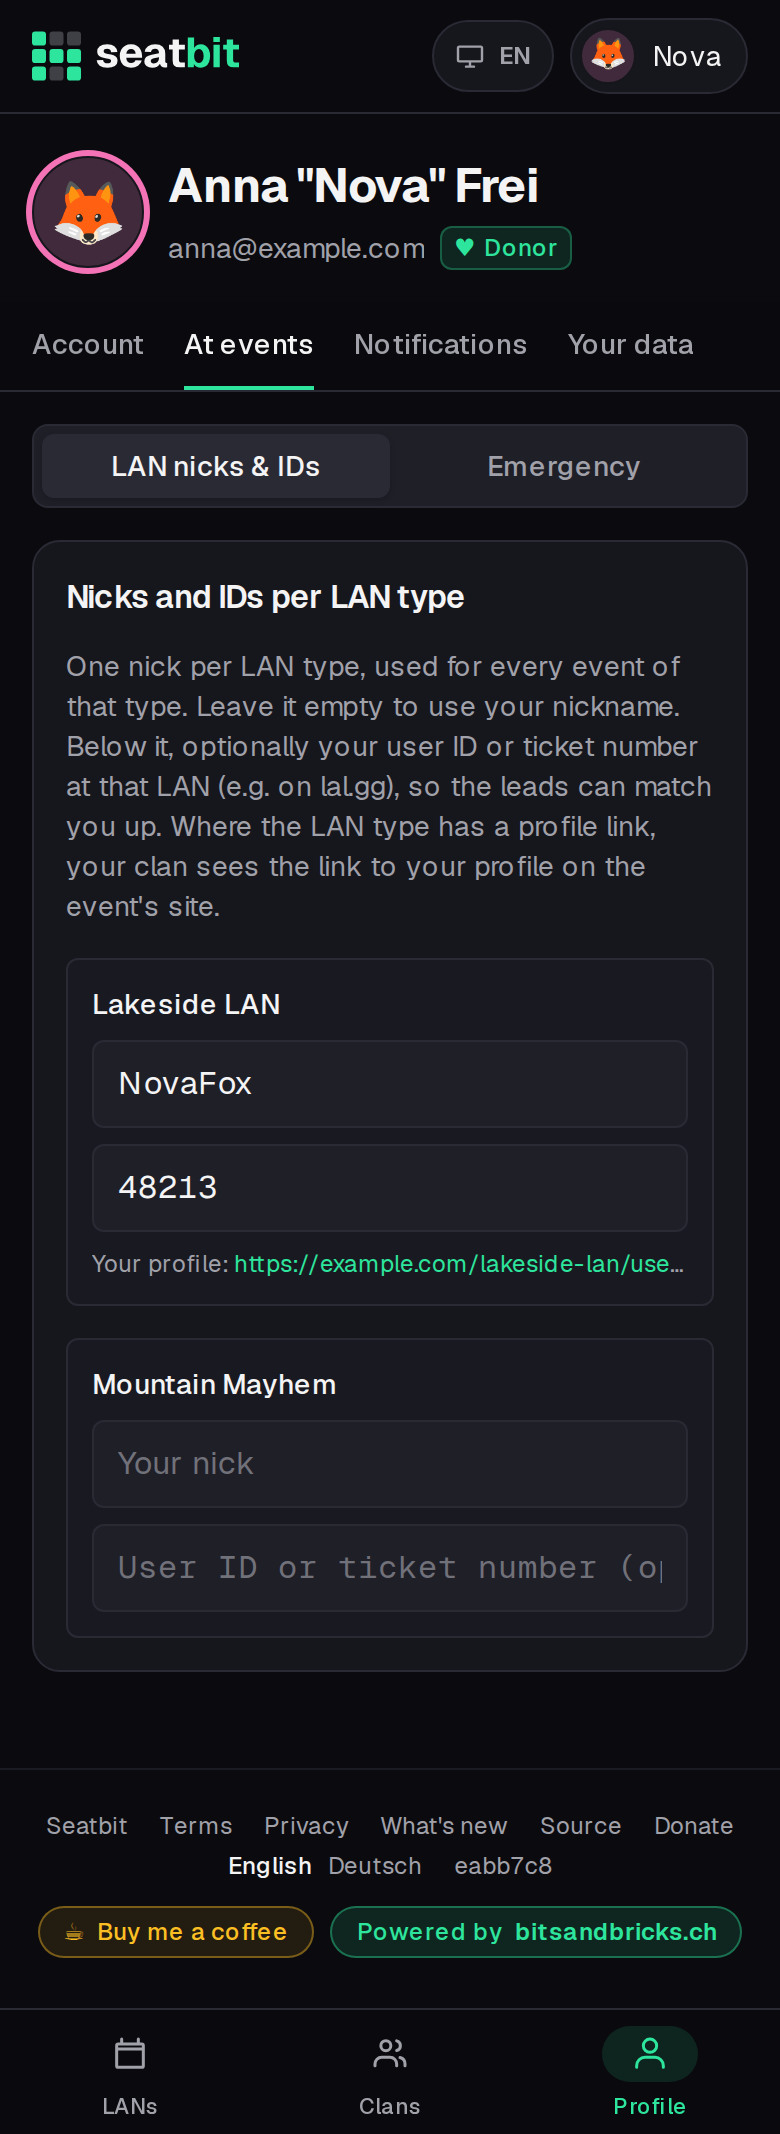 seatbit
EN
Nova
Anna "Nova" Frei
anna@example.com
♥ Donor
Account At events Notifications Your data
LAN nicks & IDs Emergency
Nicks and IDs per LAN type
One nick per LAN type, used for every event of
that type. Leave it empty to use your nickname.
Below it, optionally your user ID or ticket number
at that LAN (e.g. on lal.gg), so the leads can match
you up. Where the LAN type has a profile link,
your clan sees the link to your profile on the
event's site.
Lakeside LAN
NovaFox
48213
Your profile: https://example.com/lakeside-lan/use...
Mountain Mayhem
Your nick
User ID or ticket number (o
Seatbit Terms Privacy What's new Source Donate
English Deutsch eabb7c8
☕ Buy me a coffee
Powered by bitsandbricks.ch
LANs Clans Profile